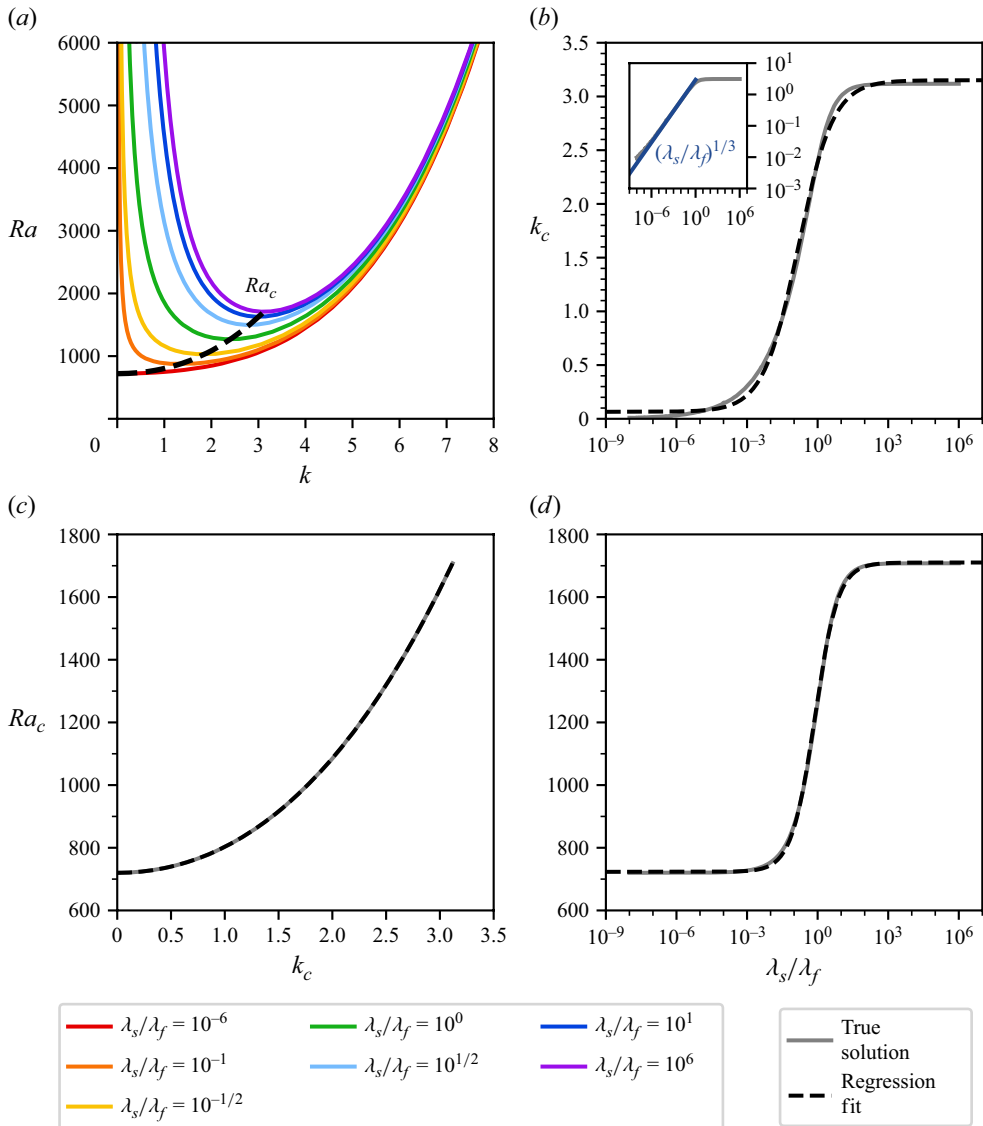 (a)
6000
5000
4000
Ra
3000
2000
1000
Ra_c
0 1 2 3 4 5 6 7 8
k
(b)
3.5
3.0
2.5
k_c
2.0
1.5
1.0
0.5
0
10^1
10^0
10^{-1}
10^{-2}
10^{-3}
(λ_s/λ_f)^{1/3}
10^{-6} 10^0 10^6
10^{-9} 10^{-6} 10^{-3} 10^0 10^3 10^6
(c)
1800
1600
1400
Ra_c 1200
1000
800
600
0 0.5 1.0 1.5 2.0 2.5 3.0 3.5
k_c
(d)
1800
1600
1400
1200
1000
800
600
10^{-9} 10^{-6} 10^{-3} 10^0 10^3 10^6
λ_s/λ_f
λ_s/λ_f = 10^{-6}
λ_s/λ_f = 10^{-1}
λ_s/λ_f = 10^{-1/2}
λ_s/λ_f = 10^0
λ_s/λ_f = 10^{1/2}
λ_s/λ_f = 10^1
λ_s/λ_f = 10^6
True
solution
Regression
fit